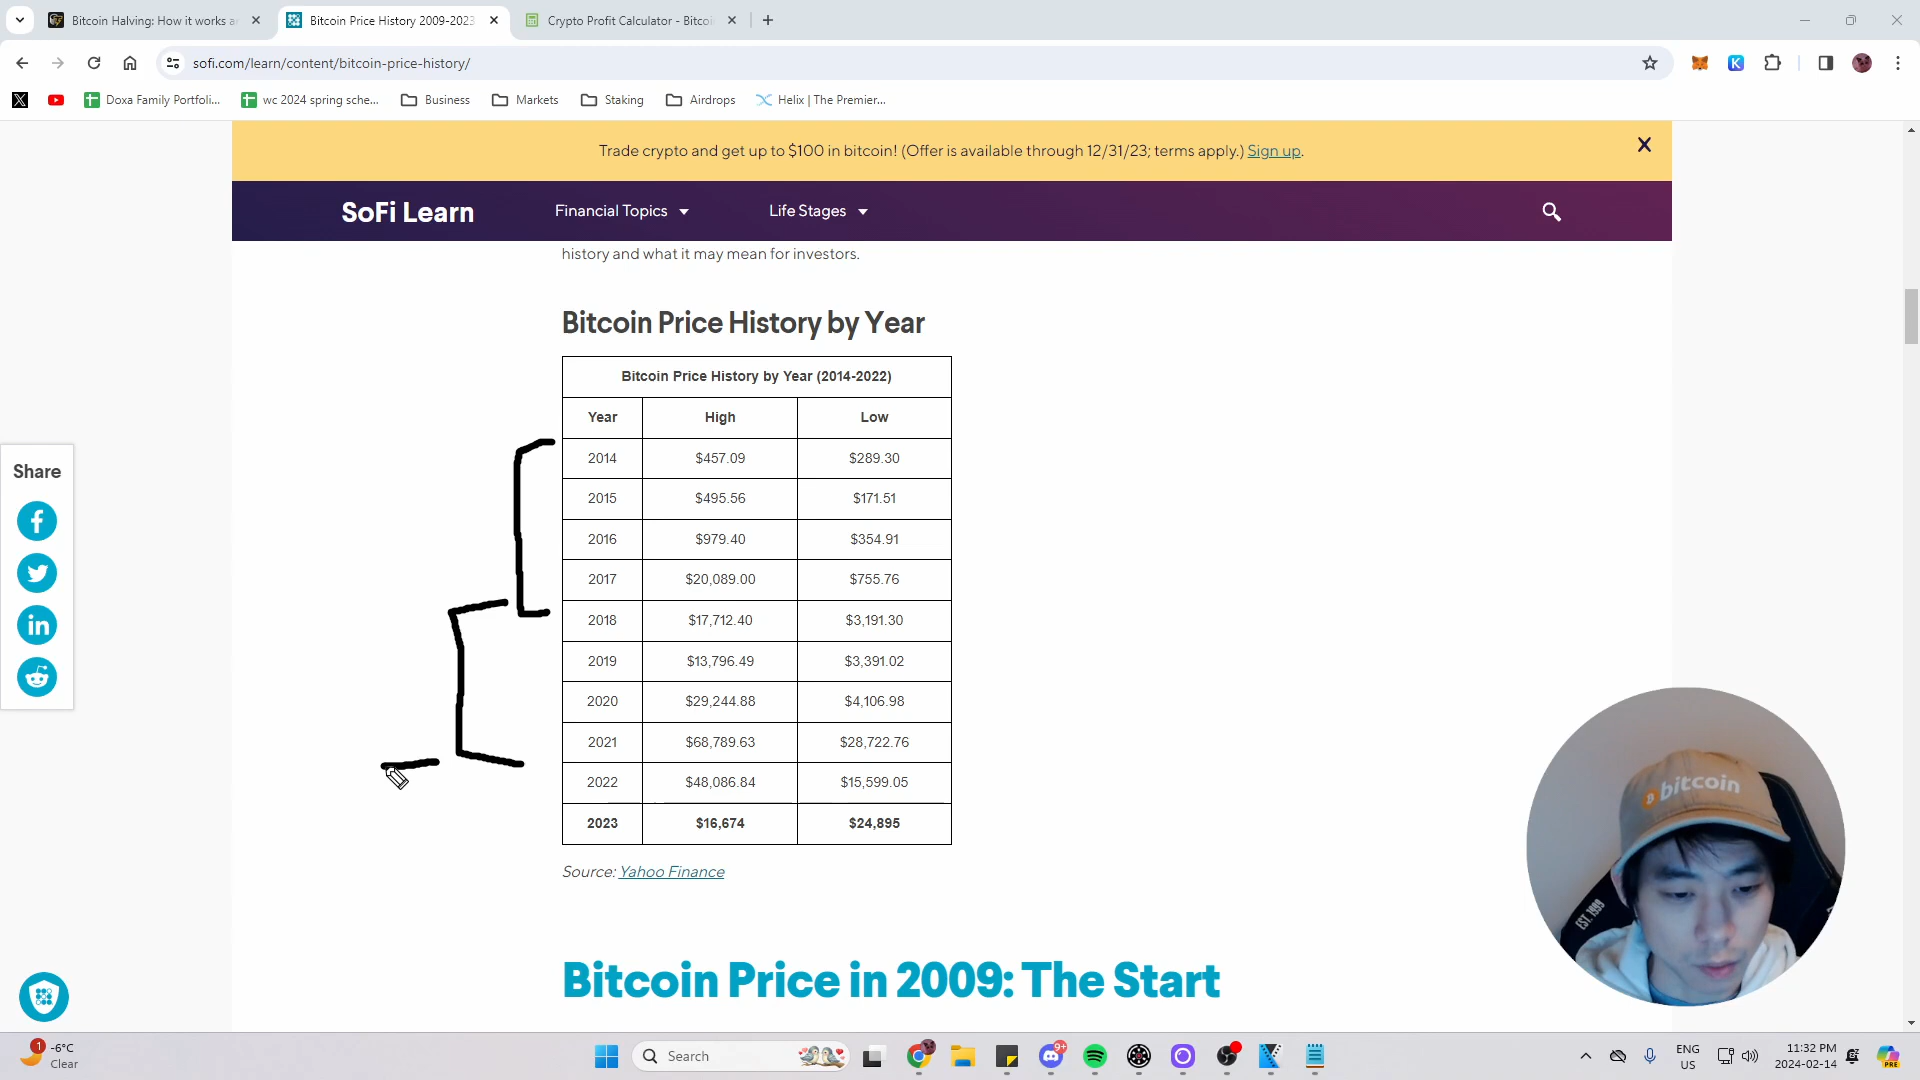 Bitcoin Halving: How it works a
Bitcoin Price History 2009-2023
Crypto Profit Calculator - Bitcoi
sofi.com/learn/content/bitcoin-price-history/
Doxa Family Portfoli...
wc 2024 spring sche...
Business
Markets
Staking
Airdrops
Helix | The Premier...
Trade crypto and get up to $100 in bitcoin! (Offer is available through 12/31/23; terms apply.) Sign up.
SoFi Learn
Financial Topics
Life Stages
history and what it may mean for investors.
Bitcoin Price History by Year
Bitcoin Price History by Year (2014-2022)
Year High Low
2014 $457.09 $289.30
2015 $495.56 $171.51
2016 $979.40 $354.91
2017 $20,089.00 $755.76
2018 $17,712.40 $3,191.30
2019 $13,796.49 $3,391.02
2020 $29,244.88 $4,106.98
2021 $68,789.63 $28,722.76
2022 $48,086.84 $15,599.05
2023 $16,674 $24,895
Source: Yahoo Finance
Share
Bitcoin Price in 2009: The Start
bitcoin
EST. 1999
1
-6°C
Clear
Search
9+
ENG
US
11:32 PM
2024-02-14
PRE